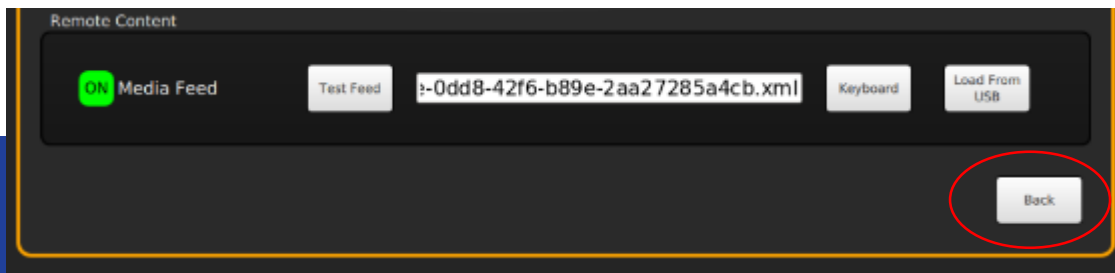 Remote Content
ON Media Feed
Test Feed
e-0dd8-42f6-b89e-2aa27285a4cb.xml
Keyboard
Load From
USB
Back